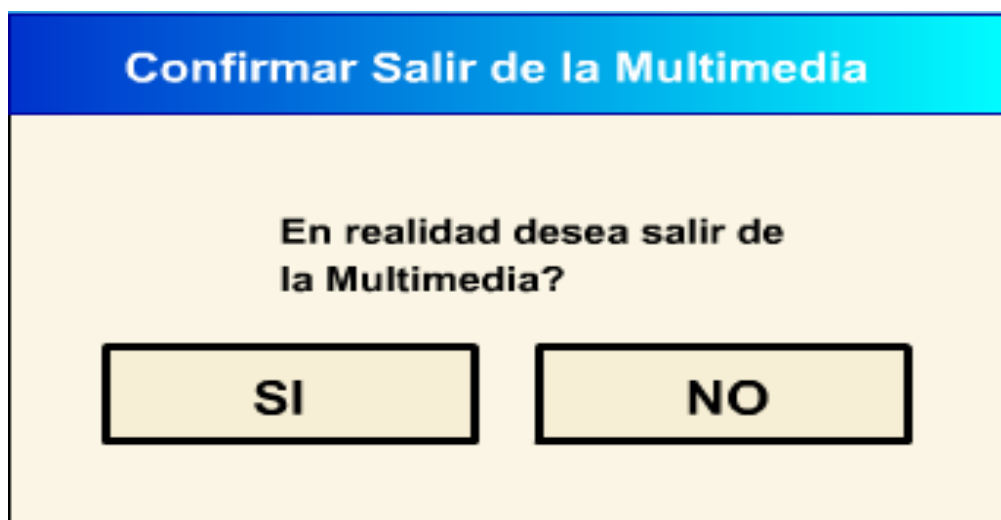 Confirmar Salir de la Multimedia
En realidad desea salir de
la Multimedia?
SI
NO